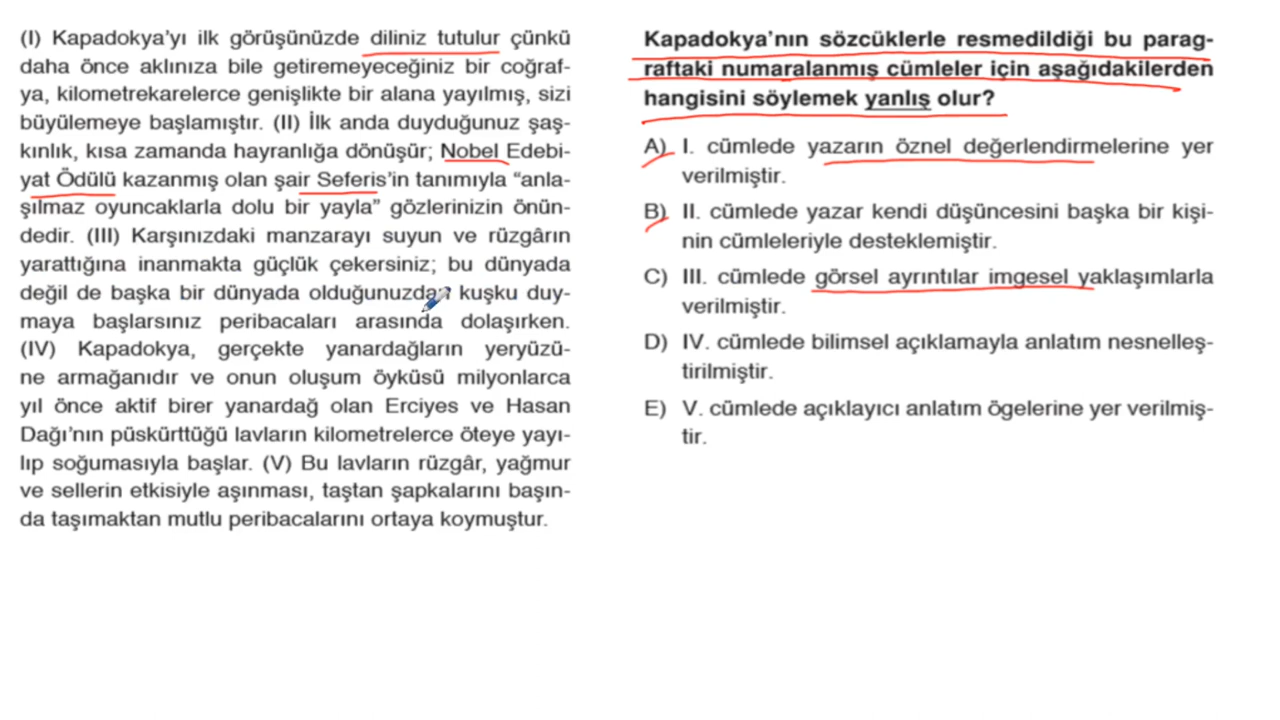 (I) Kapadokya'yı ilk görüşünüzde diliniz tutulur çünkü
daha önce aklınıza bile getiremeyeceğiniz bir coğraf-
ya, kilometrekarelerce genişlikte bir alana yayılmış, sizi
büyülemeye başlamıştır. (II) İlk anda duyduğunuz şaş-
kınlık, kısa zamanda hayranlığa dönüşür; Nobel Edebi-
yat Ödülü kazanmış olan şair Seferis'in tanımıyla “anla-
şılmaz oyuncaklarla dolu bir yayla” gözlerinizin önün-
dedir. (III) Karşınızdaki manzarayı suyun ve rüzgârın
yarattığına inanmakta güçlük çekersiniz; bu dünyada
değil de başka bir dünyada olduğunuzdan kuşku duy-
maya başlarsınız peribacaları arasında dolaşırken.
(IV) Kapadokya, gerçekte yanardağların yeryüzü-
ne armağanıdır ve onun oluşum öyküsü milyonlarca
yıl önce aktif birer yanardağ olan Erciyes ve Hasan
Dağı'nın püskürttüğü lavların kilometrelerce öteye yayı-
lıp soğumasıyla başlar. (V) Bu lavların rüzgâr, yağmur
ve sellerin etkisiyle aşınması, taştan şapkalarını başın-
da taşımaktan mutlu peribacalarını ortaya koymuştur.
Kapadokya'nın sözcüklerle resmedildiği bu parag-
raftaki numaralanmış cümleler için aşağıdakilerden
hangisini söylemek yanlış olur?
A) I. cümlede yazarın öznel değerlendirmelerine yer
verilmiştir.
B) II. cümlede yazar kendi düşüncesini başka bir kişi-
nin cümleleriyle desteklemiştir.
C) III. cümlede görsel ayrıntılar imgesel yaklaşımlarla
verilmiştir.
D) IV. cümlede bilimsel açıklamayla anlatım nesnelleş-
tirilmiştir.
E) V. cümlede açıklayıcı anlatım ögelerine yer verilmiş-
tir.